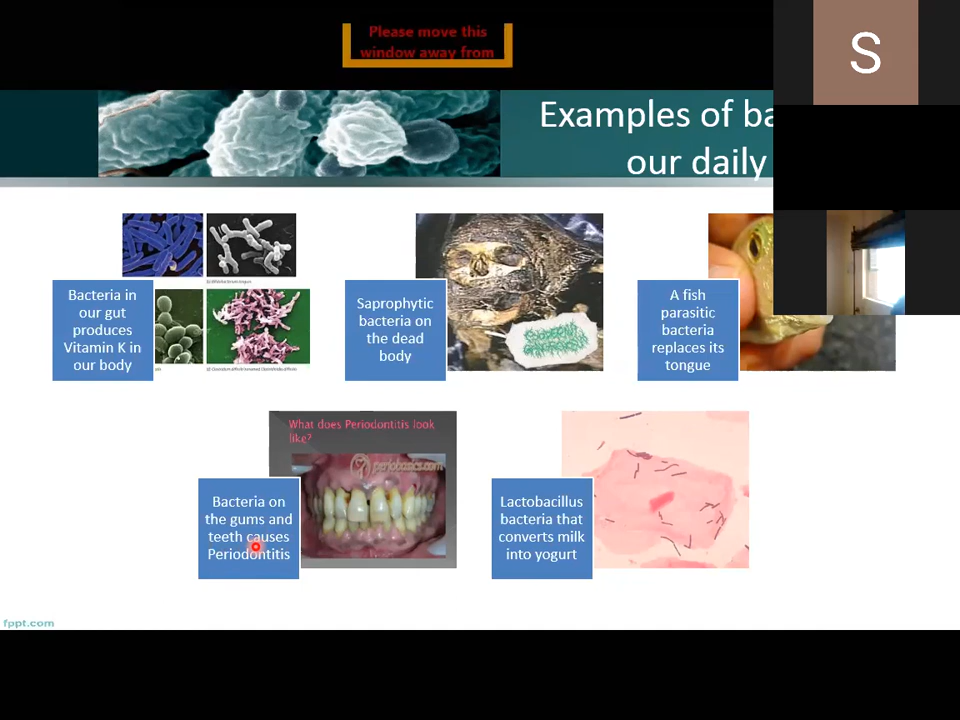 Please move this
window away from
S
Examples of
our daily
Bacteria in
our gut
produces
Vitamin K in
our body
Saprophytic
bacteria on
the dead
body
A fish
parasitic
bacteria
replaces its
tongue
What does Periodontitis look
like?
periobasics.com
Bacteria on
the gums and
teeth causes
Periodontitis
Lactobacillus
bacteria that
converts milk
into yogurt
fppt.com